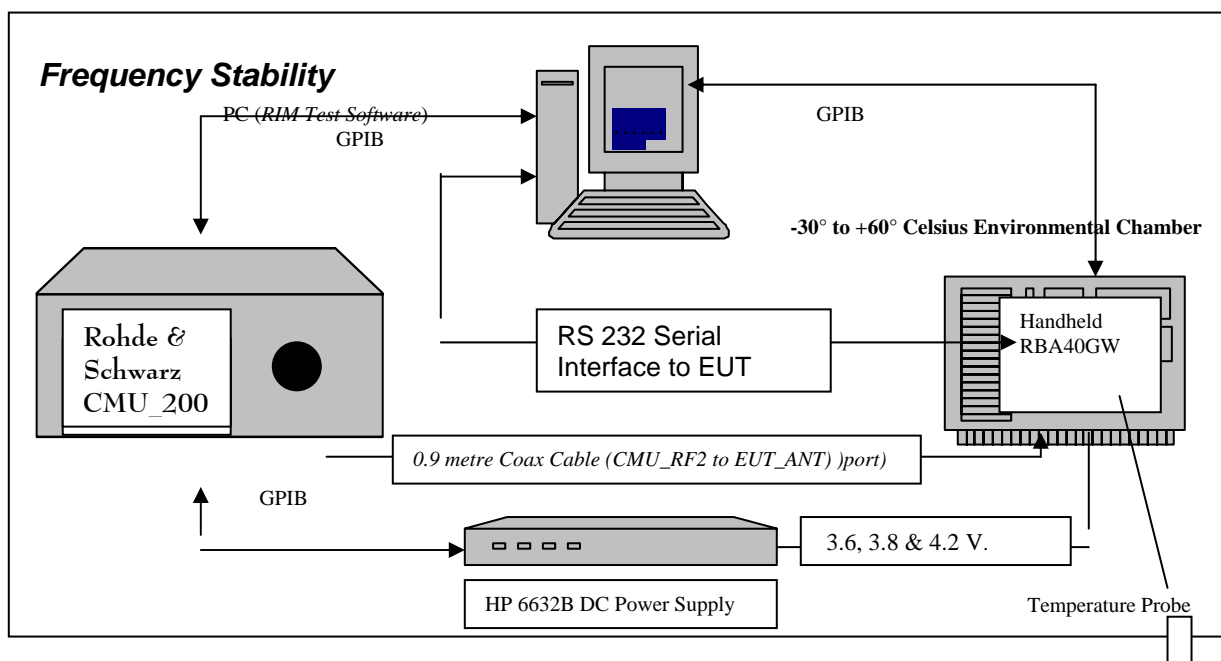 Frequency Stability
PC (RIM Test Software)
GPIB
GPIB
-30° to +60° Celsius Environmental Chamber
Rohde &
Schwarz
CMU_200
RS 232 Serial
Interface to EUT
Handheld
RBA40GW
0.9 metre Coax Cable (CMU_RF2 to EUT_ANT) )port)
GPIB
3.6, 3.8 & 4.2 V.
HP 6632B DC Power Supply
Temperature Probe